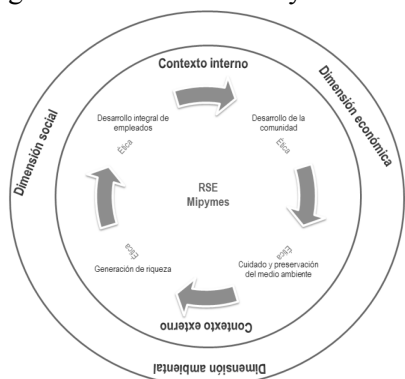 Contexto interno
Dimensión social
Dimensión económica
Desarrollo integral de
empleados
Ética
Desarrollo de la
comunidad
Ética
RSE
Mipymes
Ética
Generación de riqueza
Ética
Cuidado y preservación
del medio ambiente
Contexto externo
Dimensión ambiental